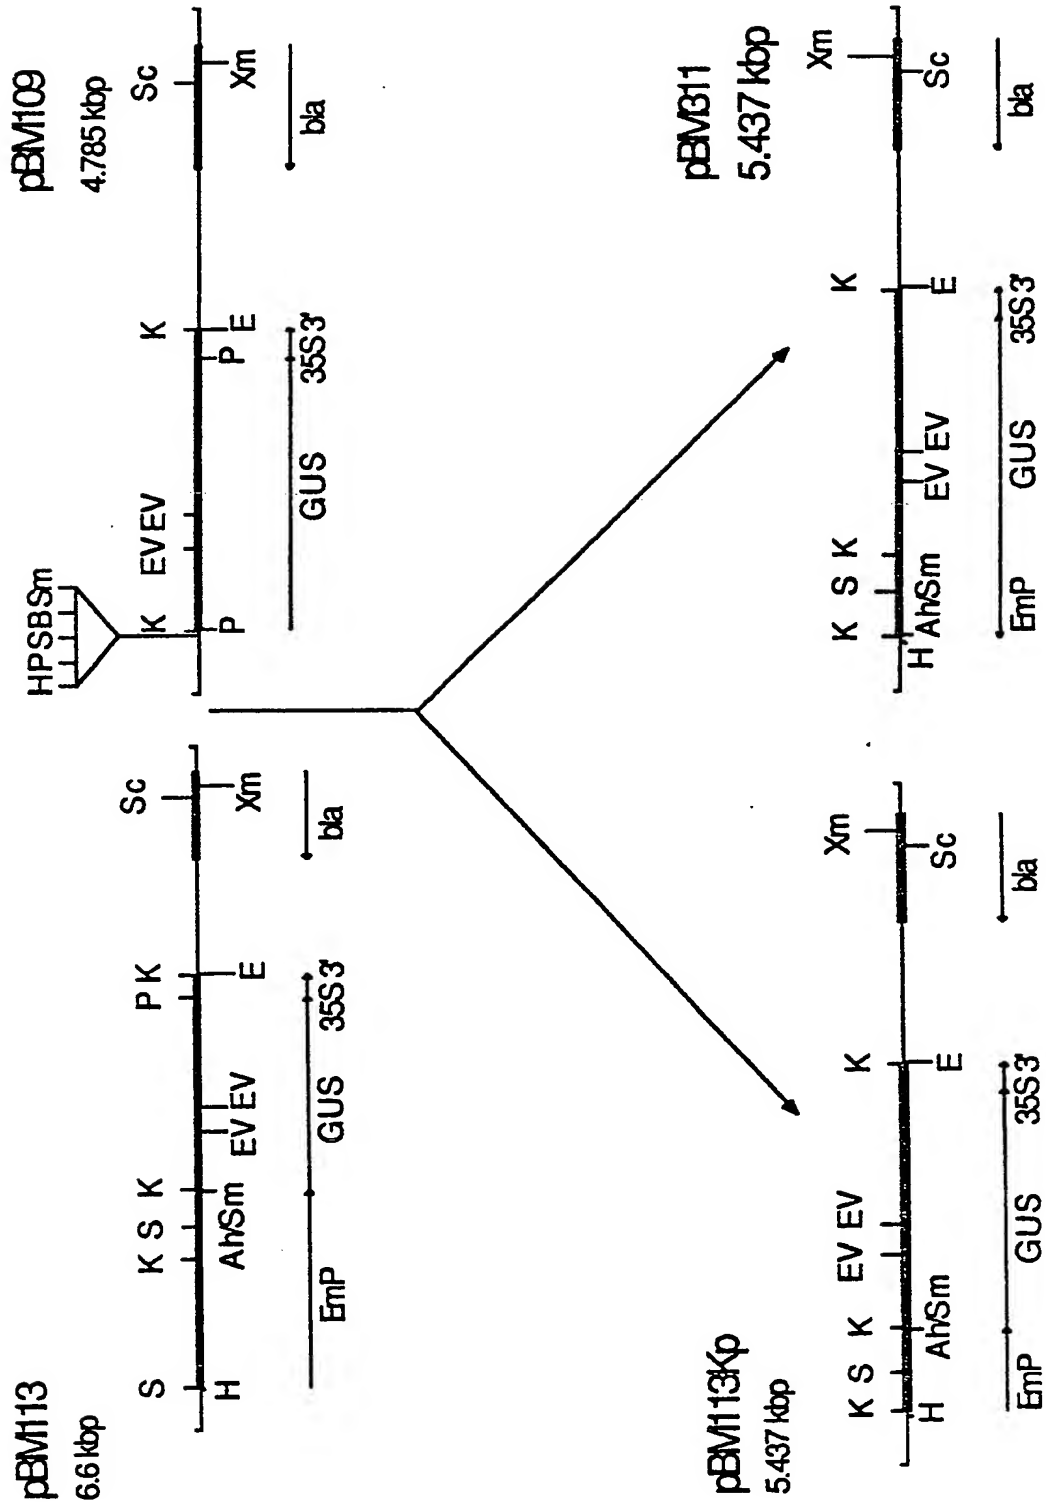 pBM113
6.6 kbp
S K S K P K Sc
H Ah/Sm EV EV E Xm
EmP GUS 35S3' bla
pBM109
4.785 kbp
HPSBSm
K EV EV K Sc
P P E Xm
GUS 35S3' bla
pBM113Kp
5.437 kbp
K S K EV EV K Xm
H Ah/Sm E Sc
EmP GUS 35S3' bla
pBM311
5.437 kbp
K S K K Xm
H Ah/Sm EV EV E Sc
EmP GUS 35S3' bla